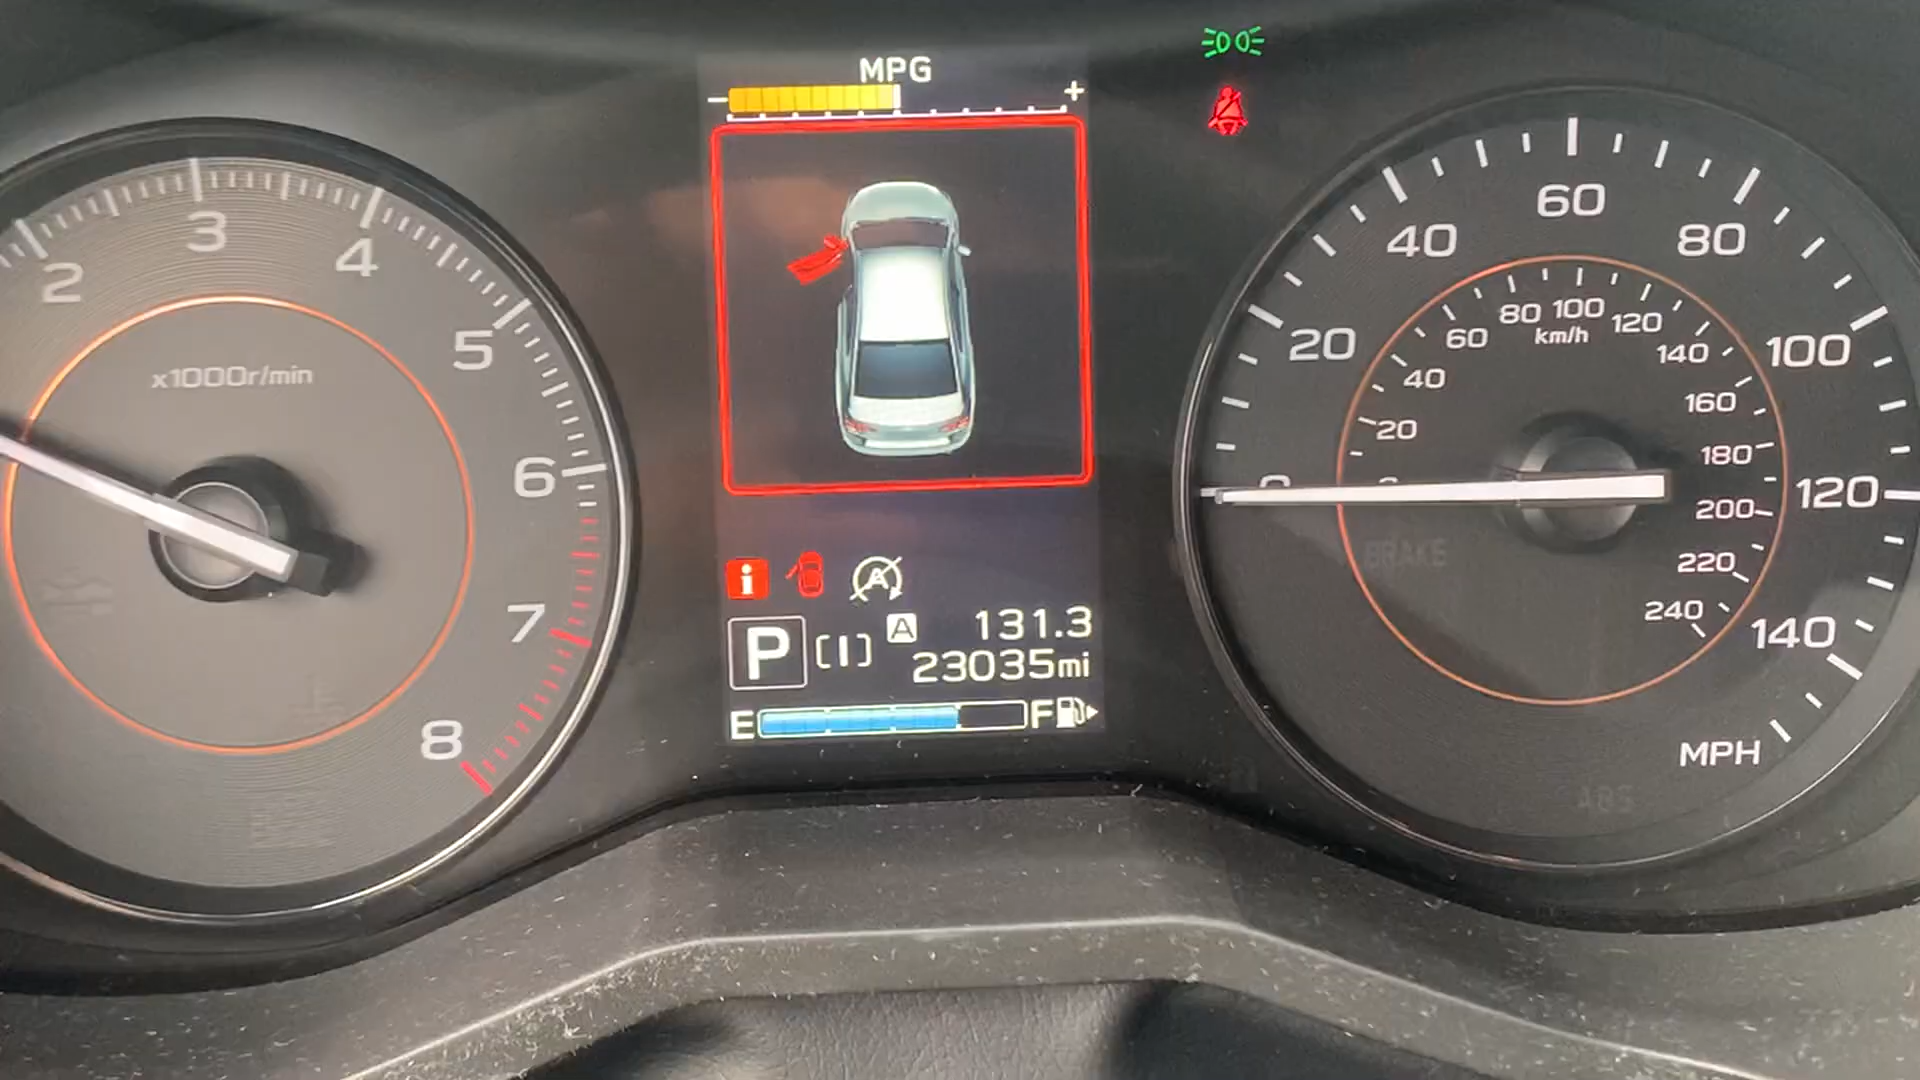 MPG
- +
2 3 4 5 6 7 8
x1000r/min
i
A
P [I] A 131.3
23035mi
E F
0 20 40 60 80 100 120 140
MPH
20 40 60 80 100 120 140 160 180 200 220 240
km/h
BRAKE
ABS